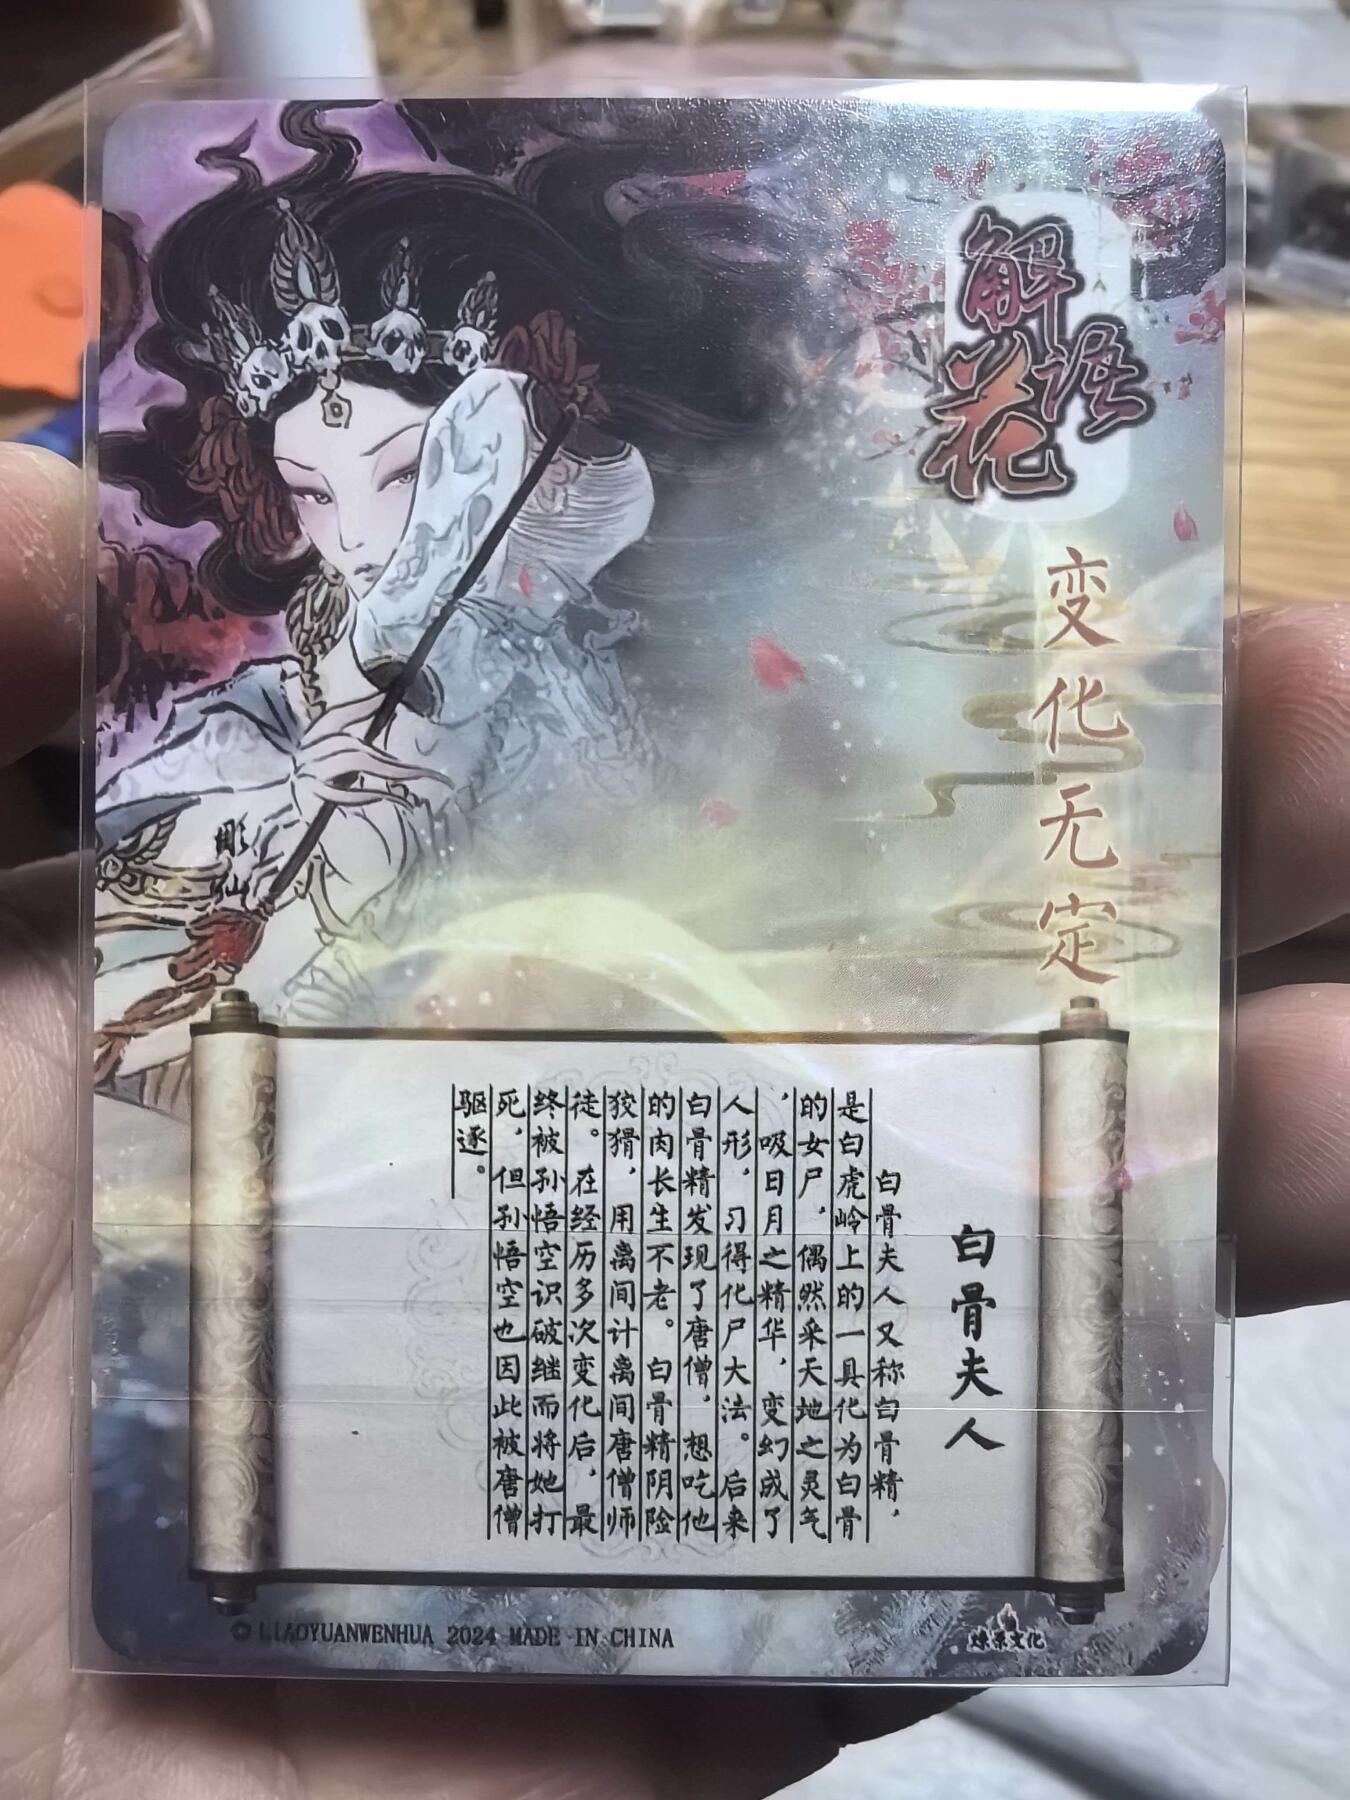 解语花
变化无定
彫仙
白骨夫人
白骨夫人又称白骨精，
是白虎岭上的一具化为白骨
的女尸，偶然采天地之灵气
，吸日月之精华，变幻成了
人形，习得化尸大法。后来
白骨精发现了唐僧，想吃他
的肉长生不老。白骨精阴险
狡猾，用离间计离间唐僧师
徒。在经历多次变化后，最
终被孙悟空识破继而将她打
死，但孙悟空也因此被唐僧
驱逐。
© LIAOYUANWENHUA 2024 MADE IN CHINA
燎原文化